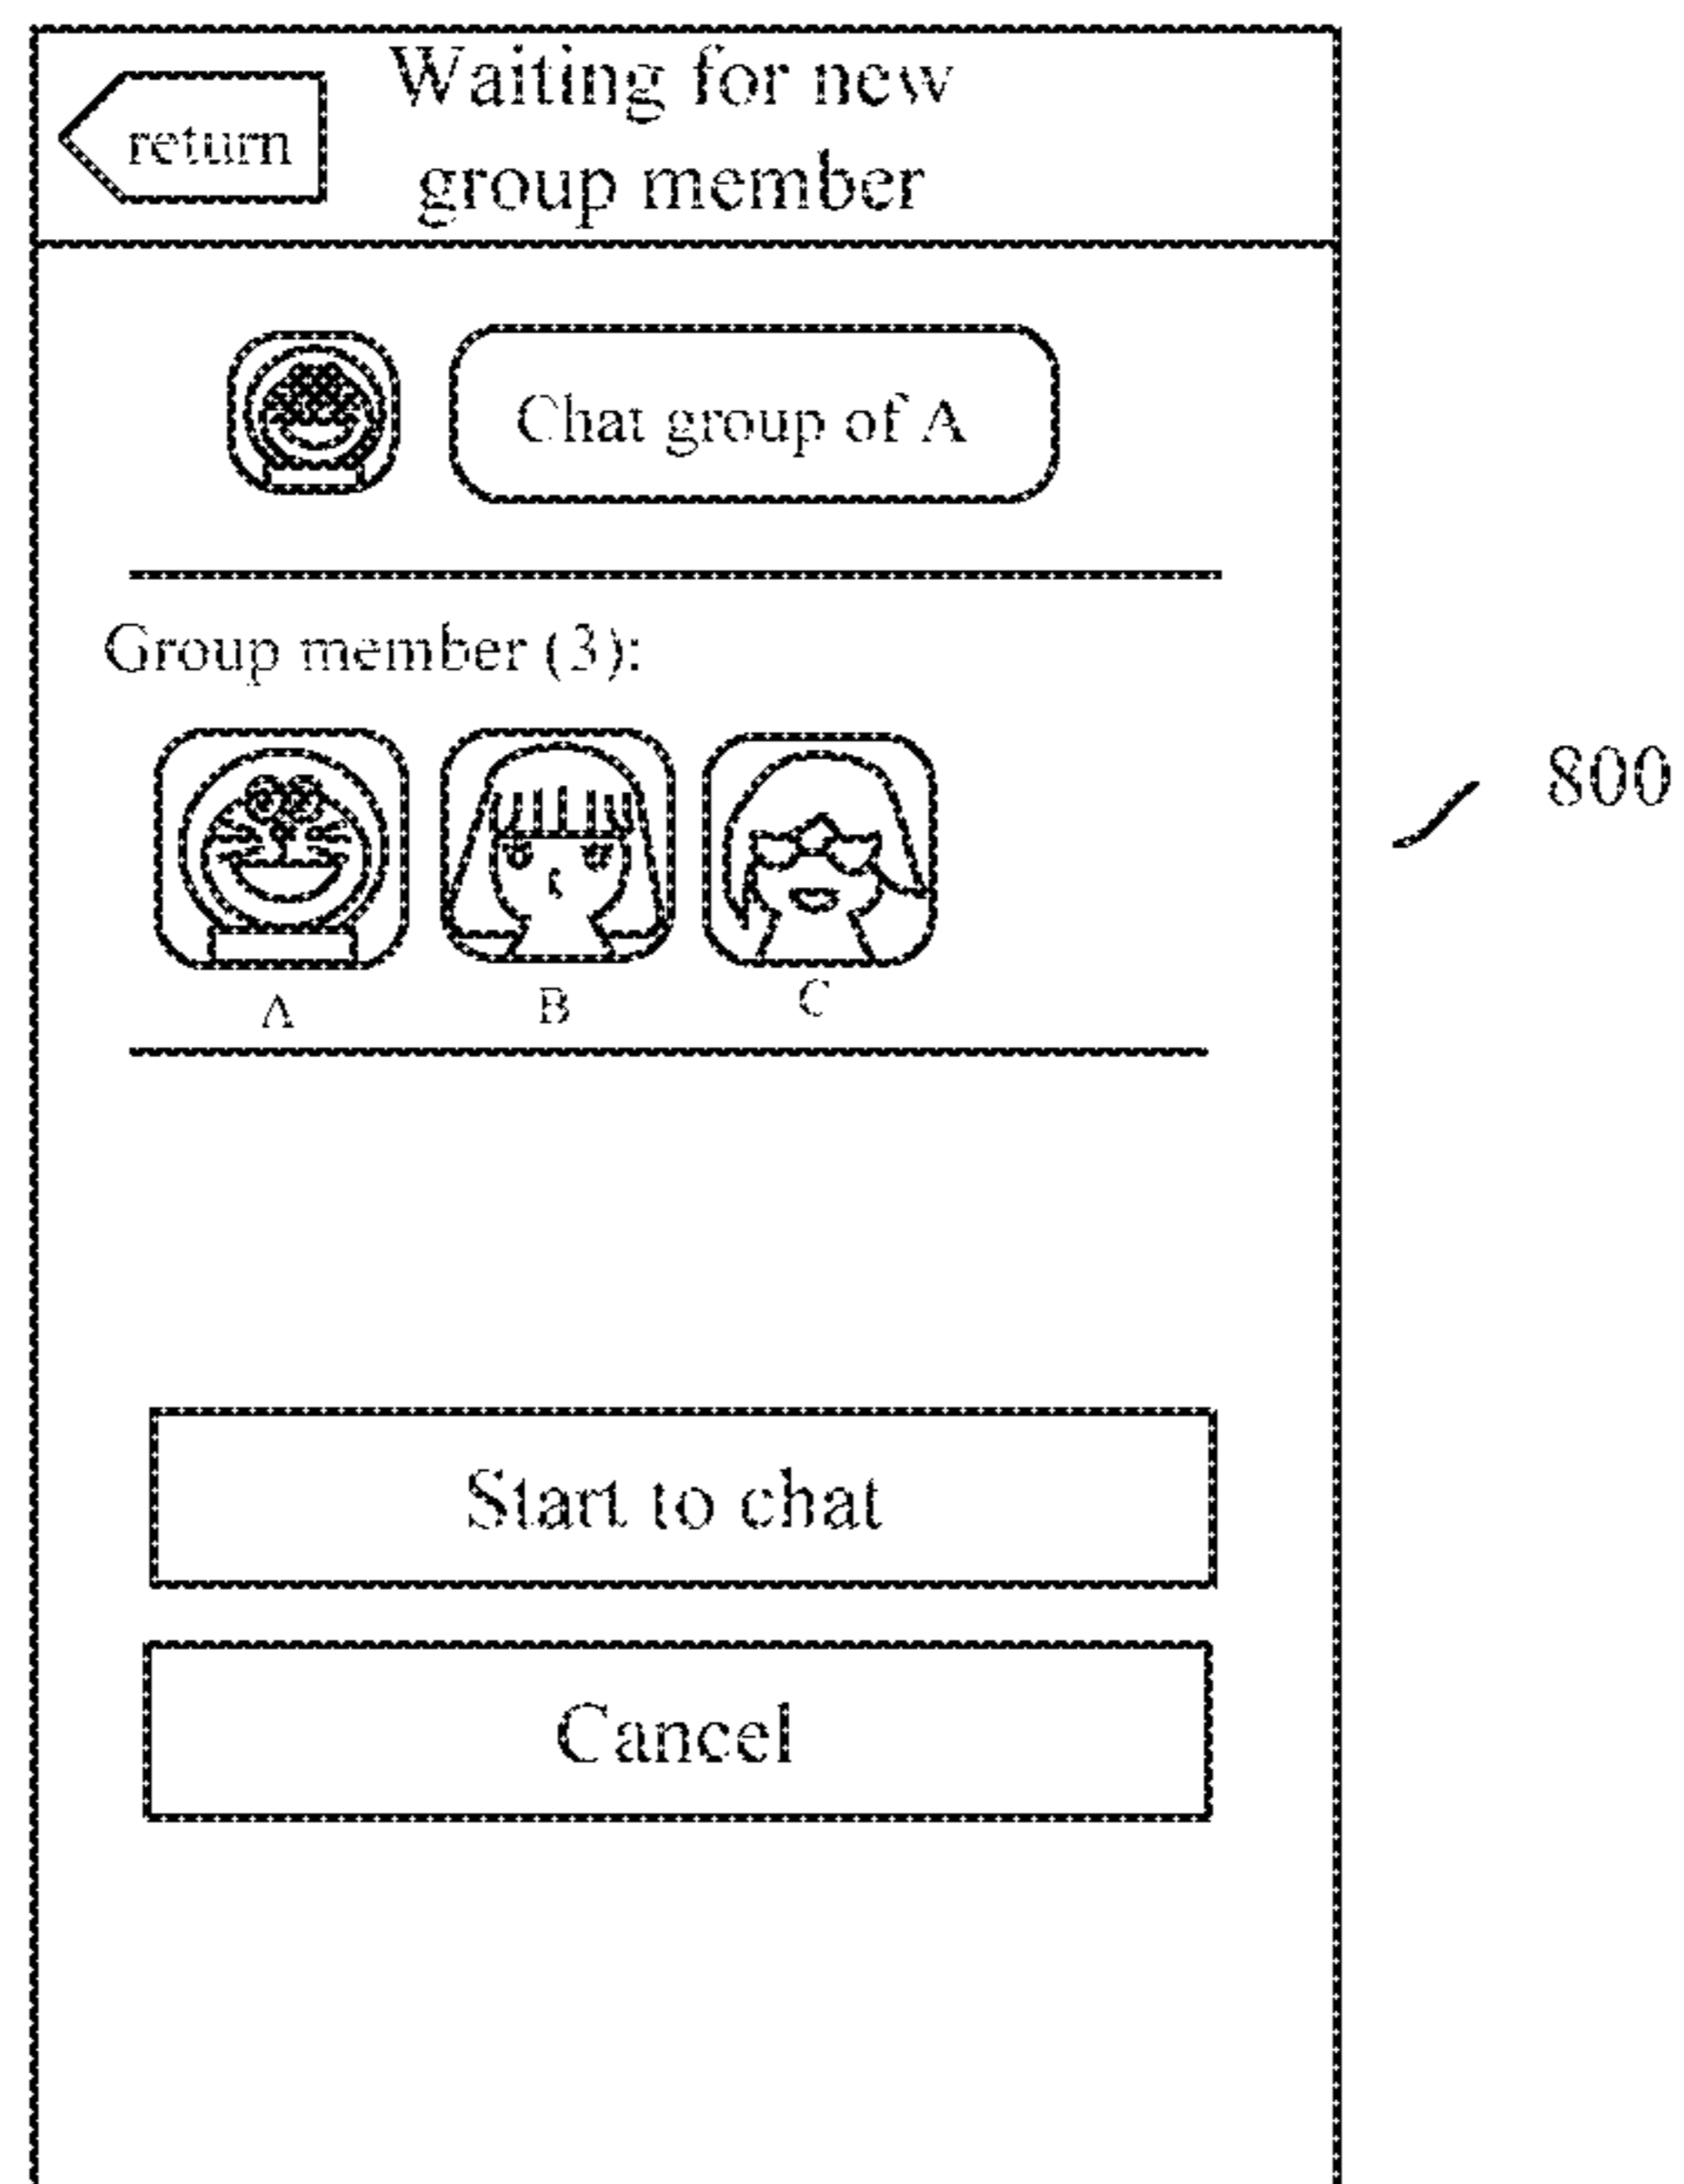 Waiting for new
return
group member
Chat group of A
Group member (3):
800
A B C
Start to chat
Cancel